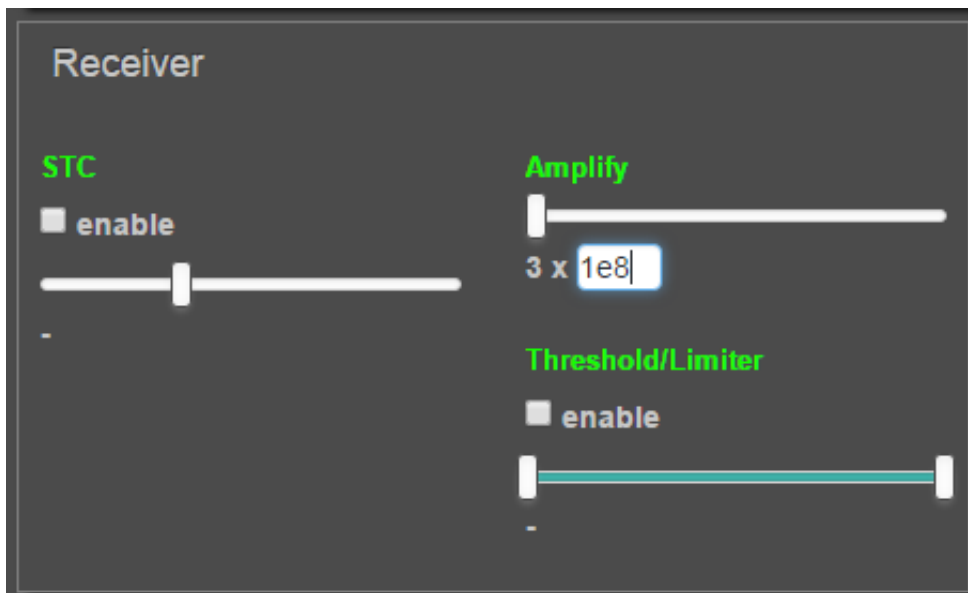 Receiver
STC
enable
-
Amplify
3 x 1e8
Threshold/Limiter
enable
-